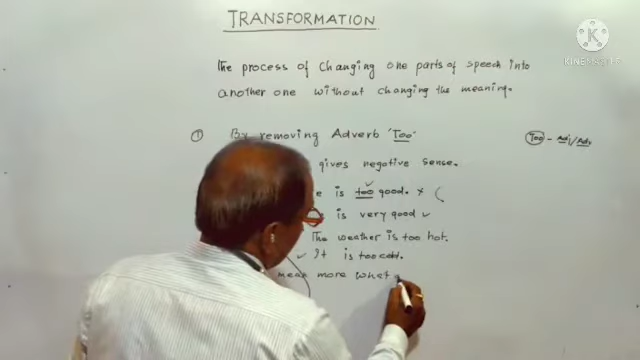 TRANSFORMATION
The process of changing one parts of speech into
another one without changing the meaning.
① By removing Adverb 'Too'
Too - Adj/Adv
gives negative sense.
is too good. × (
is very good ✓
The weather is too hot.
✓ It is too cold.
mean more what
KINEMASTER